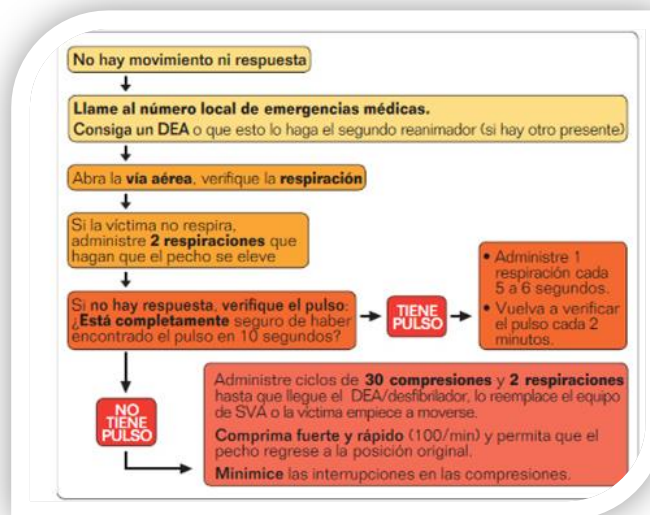 No hay movimiento ni respuesta
Llame al número local de emergencias médicas.
Consiga un DEA o que esto lo haga el segundo reanimador (si hay otro presente)
Abra la vía aérea, verifique la respiración
Si la víctima no respira,
administre 2 respiraciones que
hagan que el pecho se eleve
Si no hay respuesta, verifique el pulso:
¿Está completamente seguro de haber
encontrado el pulso en 10 segundos?
TIENE
PULSO
• Administre 1
respiración cada
5 a 6 segundos.
• Vuelva a verificar
el pulso cada 2
minutos.
NO
TIENE
PULSO
Administre ciclos de 30 compresiones y 2 respiraciones
hasta que llegue el DEA/desfibrilador, lo reemplace el equipo
de SVA o la víctima empiece a moverse.
Comprima fuerte y rápido (100/min) y permita que el
pecho regrese a la posición original.
Minimice las interrupciones en las compresiones.